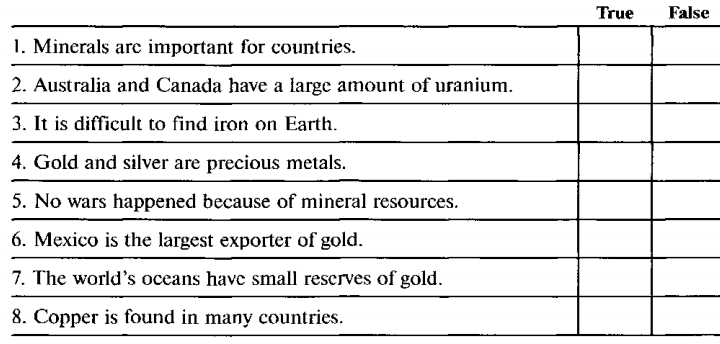 True False
1. Minerals are important for countries.
2. Australia and Canada have a large amount of uranium.
3. It is difficult to find iron on Earth.
4. Gold and silver are precious metals.
5. No wars happened because of mineral resources.
6. Mexico is the largest exporter of gold.
7. The world's oceans have small reserves of gold.
8. Copper is found in many countries.